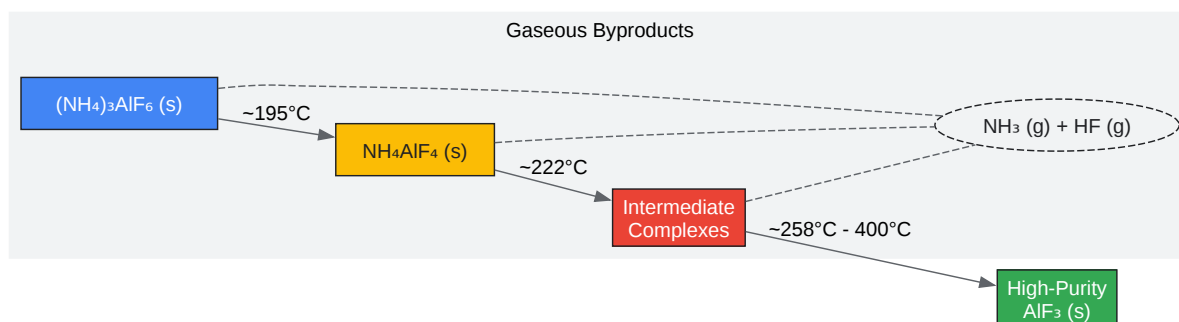 Gaseous Byproducts
(NH₄)₃AlF₆ (s)
~195°C
NH₃ (g) + HF (g)
NH₄AlF₄ (s)
~222°C
Intermediate
Complexes
~258°C - 400°C
High-Purity
AlF₃ (s)